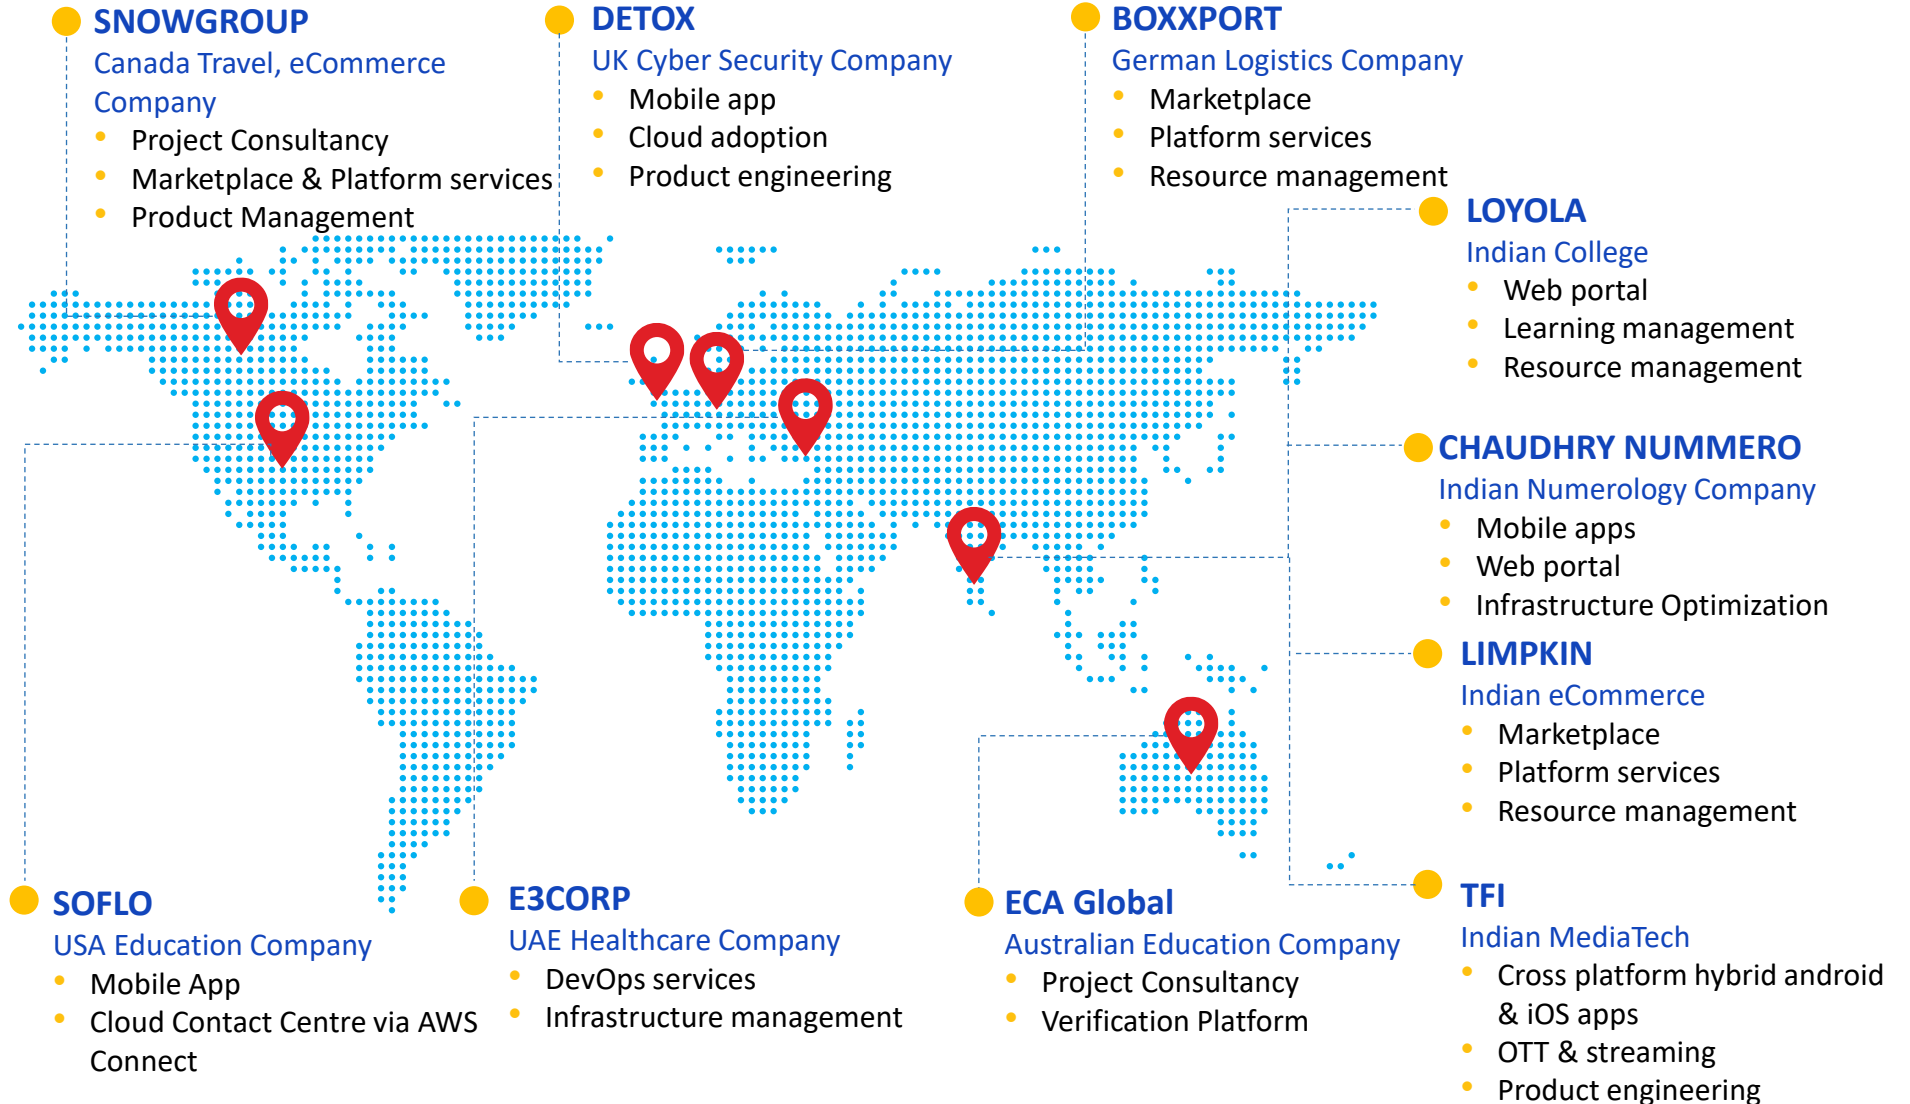 SNOWGROUP
Canada Travel, eCommerce
Company
• Project Consultancy
• Marketplace & Platform services
• Product Management
DETOX
UK Cyber Security Company
• Mobile app
• Cloud adoption
• Product engineering
BOXXPORT
German Logistics Company
• Marketplace
• Platform services
• Resource management
LOYOLA
Indian College
• Web portal
• Learning management
• Resource management
CHAUDHRY NUMMERO
Indian Numerology Company
• Mobile apps
• Web portal
• Infrastructure Optimization
LIMPKIN
Indian eCommerce
• Marketplace
• Platform services
• Resource management
SOFLO
USA Education Company
• Mobile App
• Cloud Contact Centre via AWS
Connect
E3CORP
UAE Healthcare Company
• DevOps services
• Infrastructure management
ECA Global
Australian Education Company
• Project Consultancy
• Verification Platform
TFI
Indian MediaTech
• Cross platform hybrid android
& iOS apps
• OTT & streaming
• Product engineering